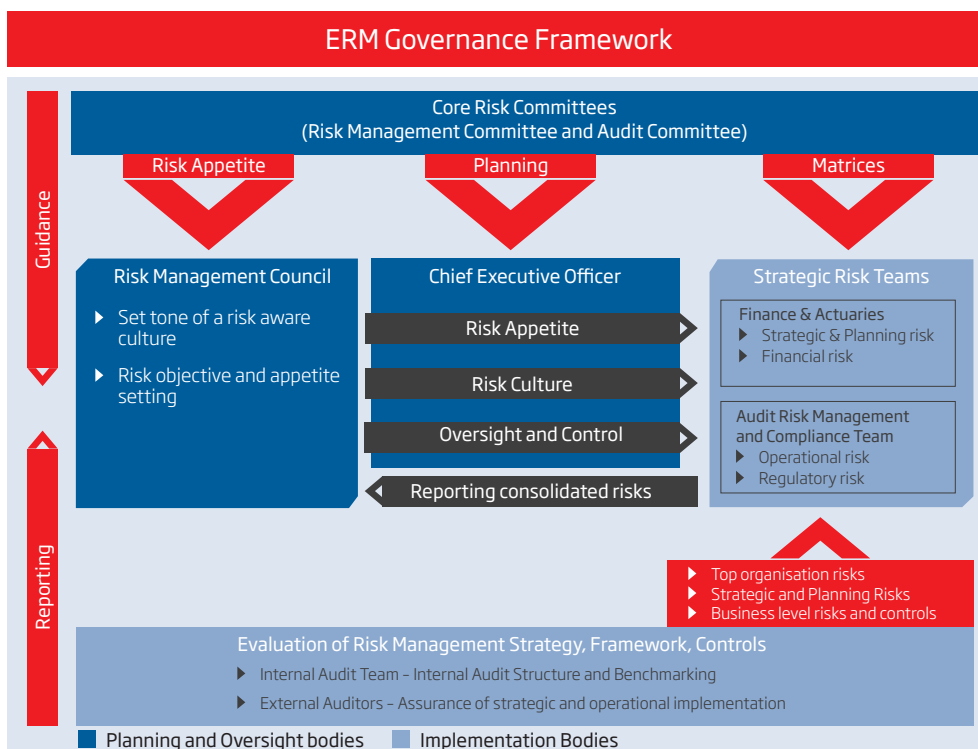 ERM Governance Framework
Core Risk Committees
(Risk Management Committee and Audit Committee)
Risk Appetite
Planning
Matrices
Guidance
Risk Management Council
Set tone of a risk aware
culture
Risk objective and appetite
setting
Chief Executive Officer
Risk Appetite
Risk Culture
Oversight and Control
Reporting consolidated risks
Strategic Risk Teams
Finance & Actuaries
Strategic & Planning risk
Financial risk
Audit Risk Management
and Compliance Team
Operational risk
Regulatory risk
Reporting
Top organisation risks
Strategic and Planning Risks
Business level risks and controls
Evaluation of Risk Management Strategy, Framework, Controls
Internal Audit Team – Internal Audit Structure and Benchmarking
External Auditors – Assurance of strategic and operational implementation
Planning and Oversight bodies
Implementation Bodies